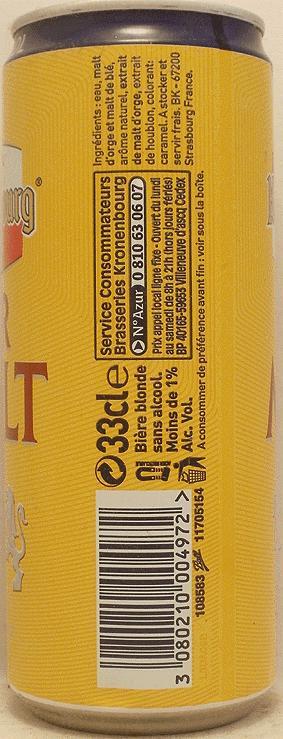 Ingrédients : eau, malt
d'orge et malt de blé,
arôme naturel, extrait
de malt d'orge, extrait
de houblon, colorant:
caramel. A stocker et
servir frais. BK - 67200
Strasbourg France.
Service Consommateurs
Brasseries Kronenbourg
N°Azur 0 810 63 06 07
Prix appel local ligne fixe - ouvert du lundi
au samedi de 8h à 21h (hors jours fériés)
BP 40165-59653 Villeneuve d'ascq Cedex
A consommer de préférence avant fin : voir sous la boîte.
33cl e
Bière blonde
sans alcool.
Moins de 1%
Alc. Vol.
3 080210 004972 >
108583 Ball 11705154
ourg®
LT